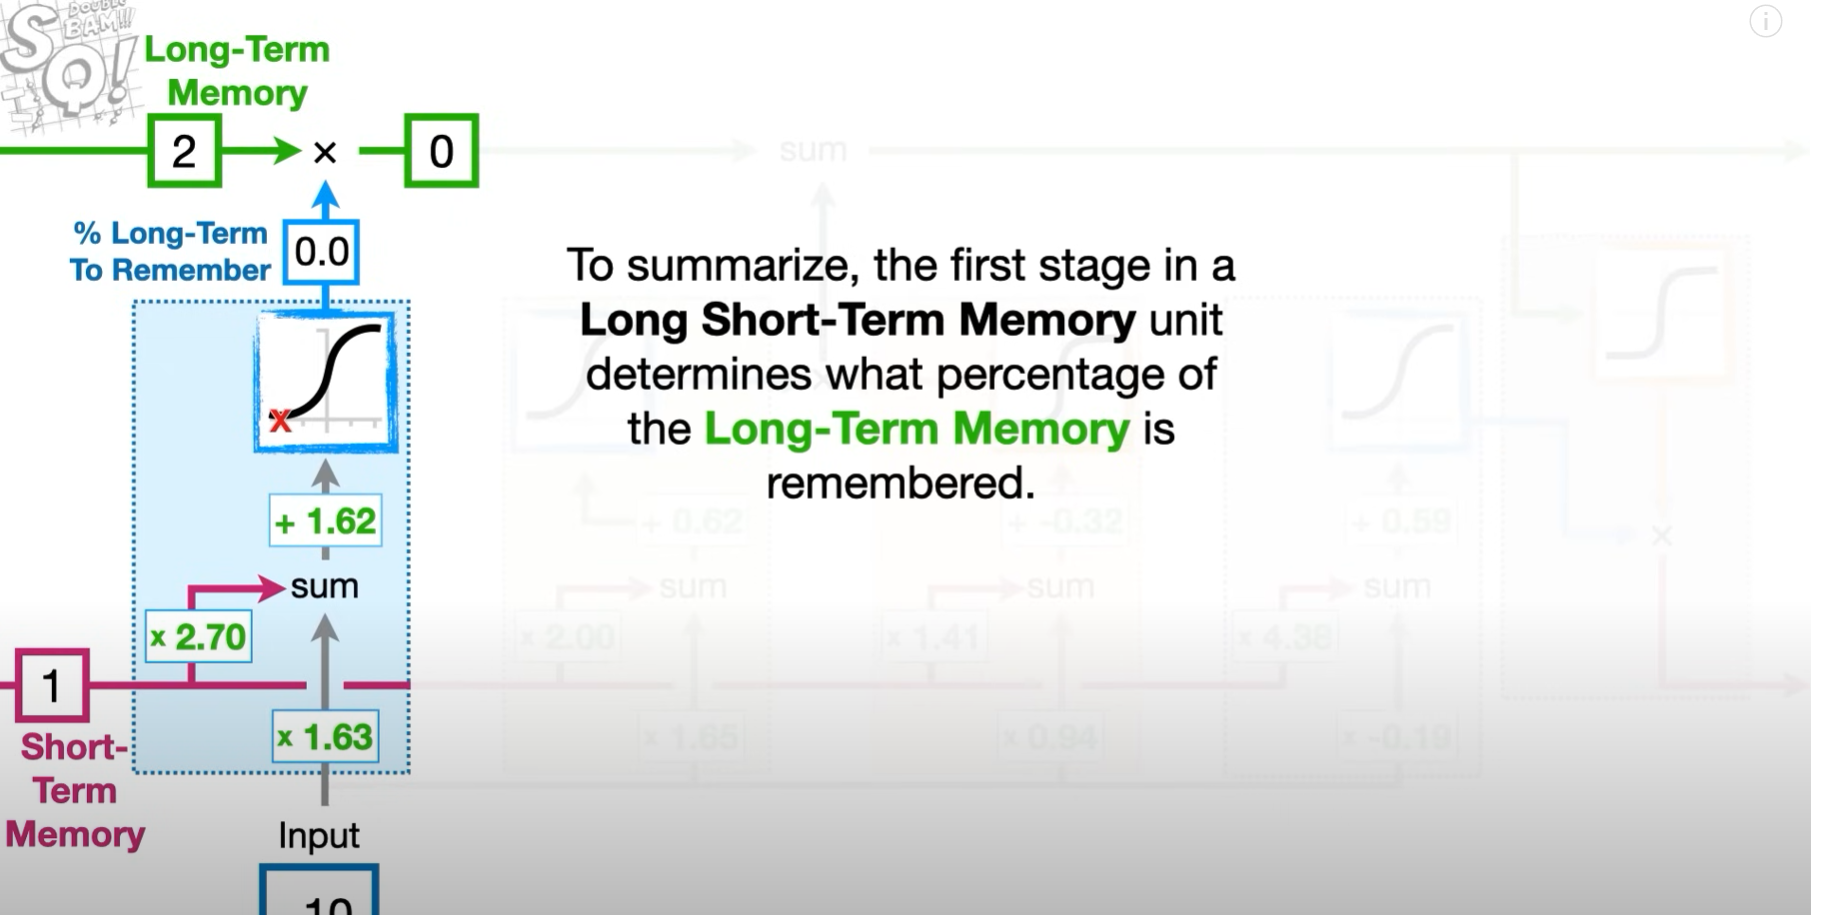 DOUBLE
BAM!!!
SQ!
Long-Term
Memory
2
×
0
sum
% Long-Term
To Remember
0.0
To summarize, the first stage in a
Long Short-Term Memory unit
determines what percentage of
the Long-Term Memory is
remembered.
+ 1.62
+ 0.62
+ -0.32
+ 0.59
×
sum
sum
sum
sum
x 2.70
x 2.00
x 1.41
x 4.38
1
x 1.63
x 1.65
x 0.94
x -0.19
Short-
Term
Memory
Input